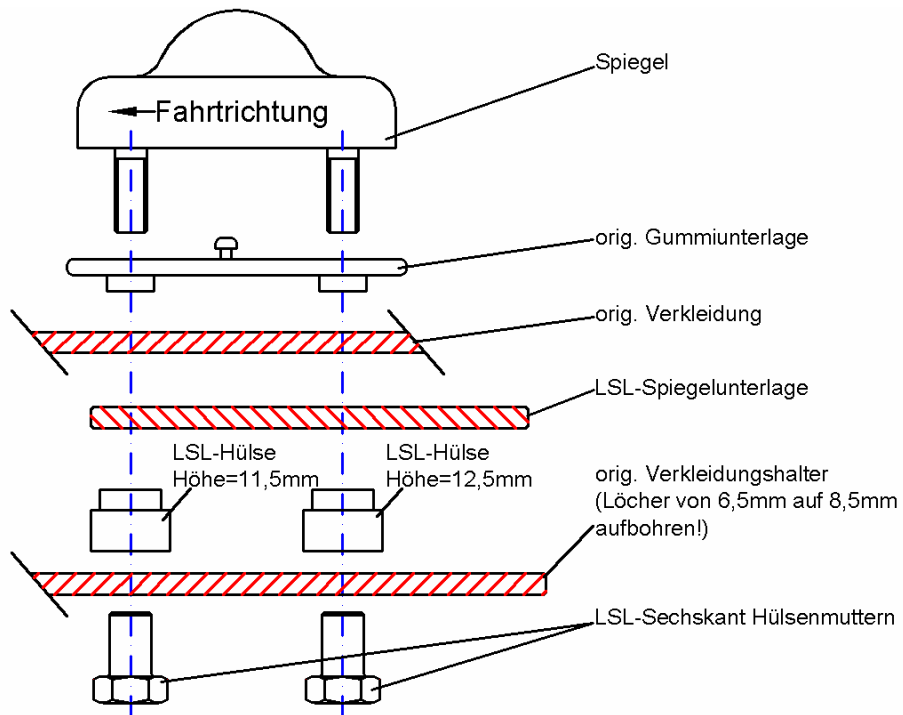 Spiegel
Fahrtrichtung
orig. Gummiunterlage
orig. Verkleidung
LSL-Spiegelunterlage
LSL-Hülse
Höhe=11,5mm
LSL-Hülse
Höhe=12,5mm
orig. Verkleidungshalter
(Löcher von 6,5mm auf 8,5mm
aufbohren!)
LSL-Sechskant Hülsenmuttern